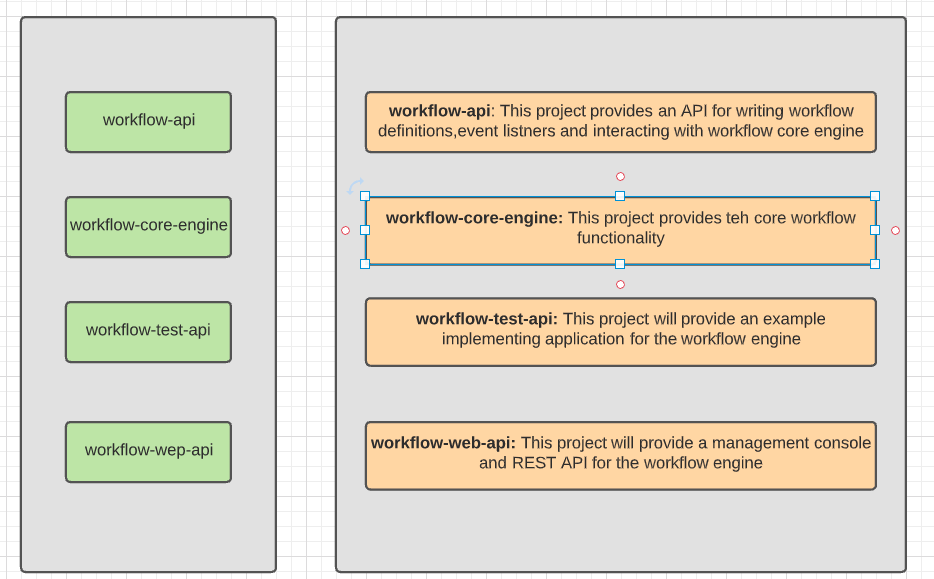 workflow-api
workflow-core-engine
workflow-test-api
workflow-wep-api
workflow-api: This project provides an API for writing workflow
definitions,event listners and interacting with workflow core engine
workflow-core-engine: This project provides teh core workflow
functionality
workflow-test-api: This project will provide an example
implementing application for the workflow engine
workflow-web-api: This project will provide a management console
and REST API for the workflow engine